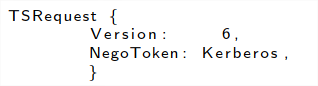 TSRequest {
Version: 6,
NegoToken: Kerberos,
}